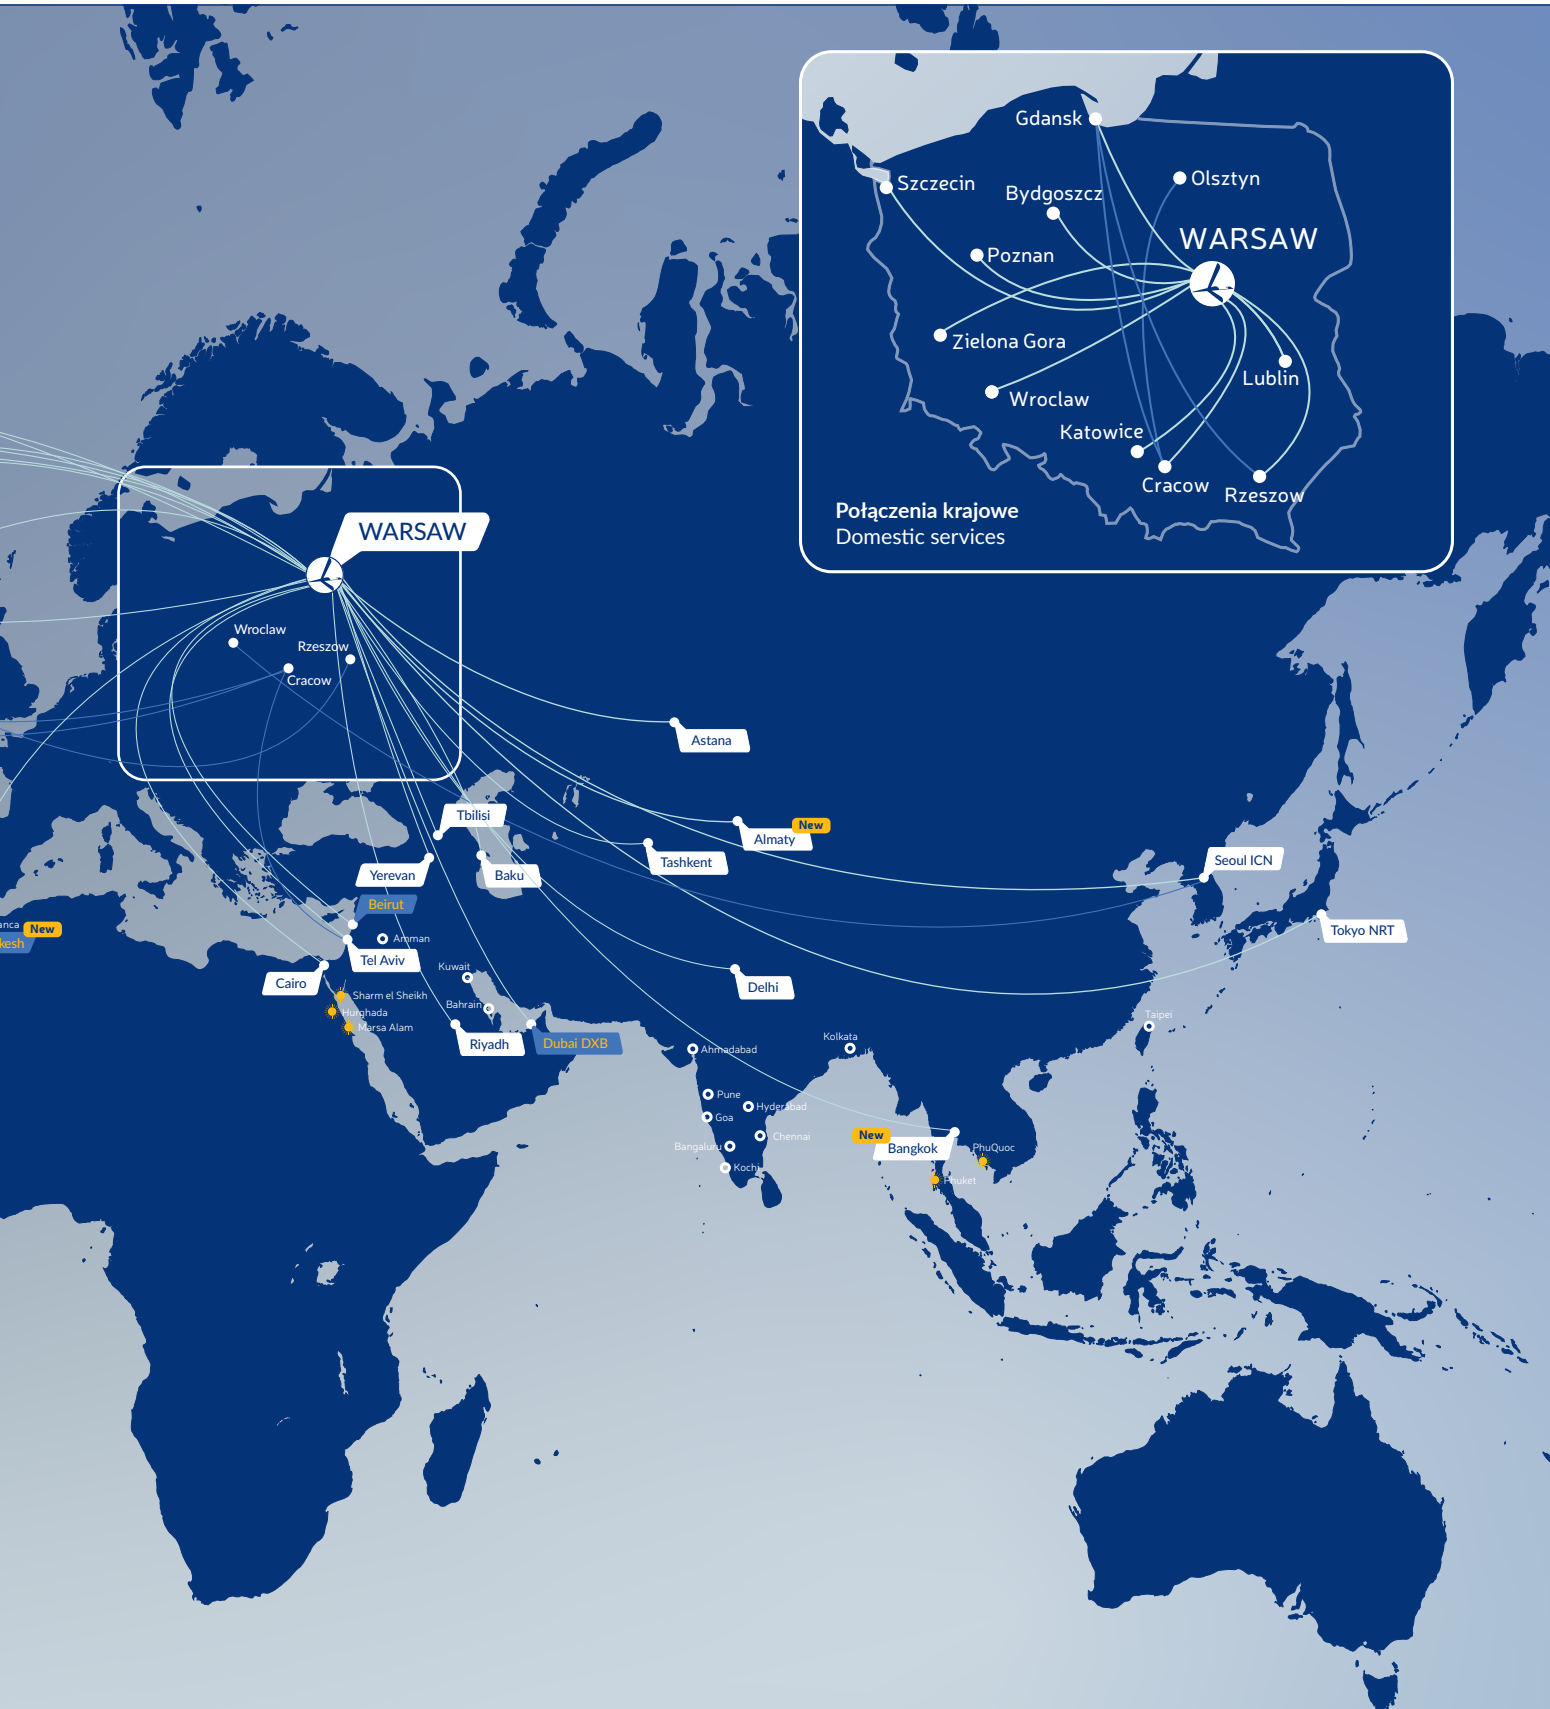 Gdansk
Szczecin
Olsztyn
Bydgoszcz
WARSAW
Poznan
Zielona Gora
Lublin
Wroclaw
Katowice
Cracow
Rzeszow
Połączenia krajowe
Domestic services
WARSAW
Wroclaw
Rzeszow
Cracow
Astana
Tbilisi
New
Almaty
Tashkent
Seoul ICN
Yerevan
Baku
Beirut
anca
New
kesh
Amman
Tokyo NRT
Tel Aviv
Kuwait
Cairo
Delhi
Sharm el Sheikh
Bahrain
Hurghada
Marsa Alam
Taipei
Riyadh
Dubai DXB
Kolkata
Ahmadabad
Pune
Hyderabad
Goa
Chennai
New
Bangaluru
Bangkok
PhuQuoc
Kochi
Phuket